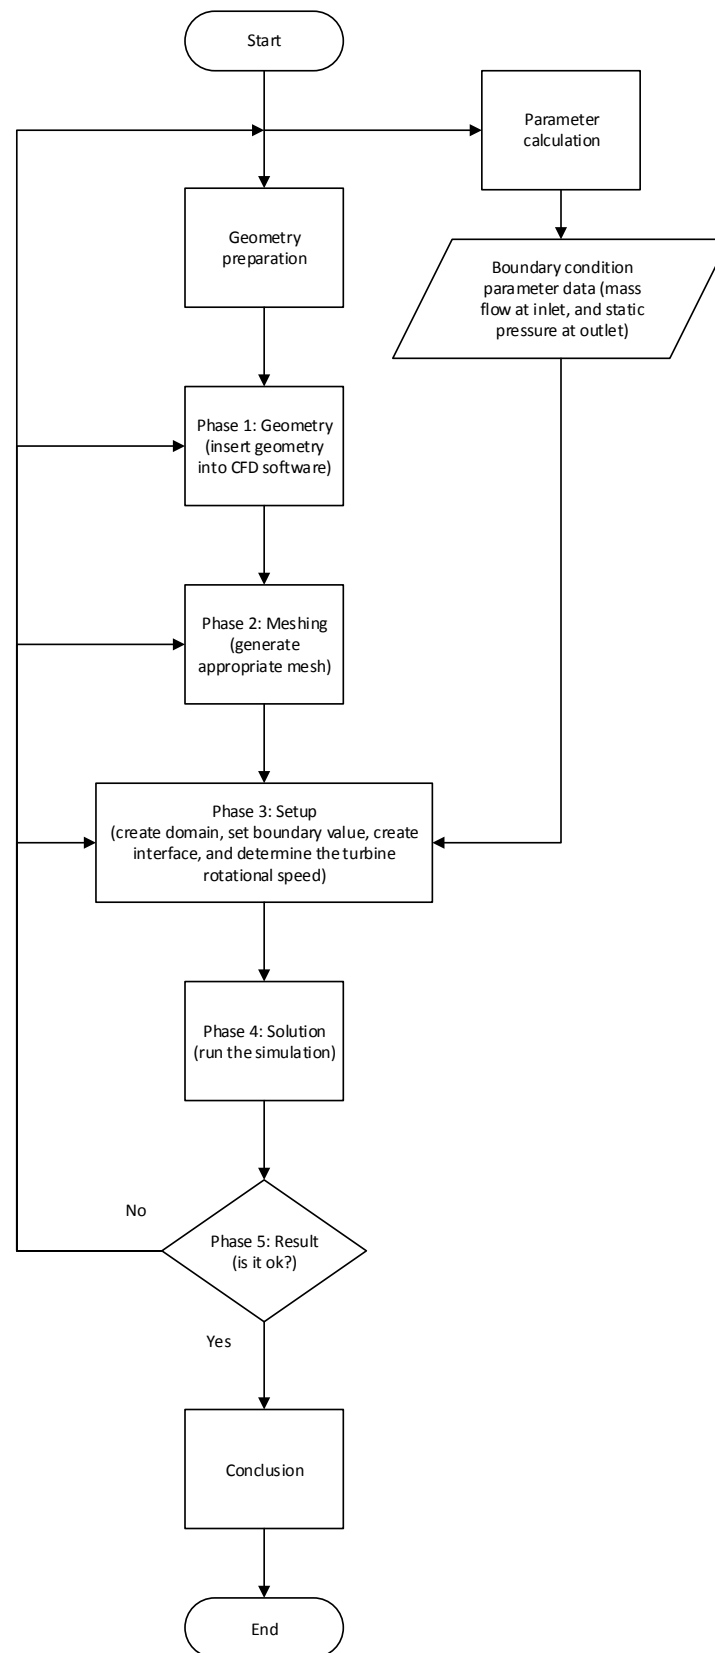 Start
Parameter
calculation
Geometry
preparation
Boundary condition
parameter data (mass
flow at inlet, and static
pressure at outlet)
Phase 1: Geometry
(insert geometry
into CFD software)
Phase 2: Meshing
(generate
appropriate mesh)
Phase 3: Setup
(create domain, set boundary value, create
interface, and determine the turbine
rotational speed)
Phase 4: Solution
(run the simulation)
No
Phase 5: Result
(is it ok?)
Yes
Conclusion
End